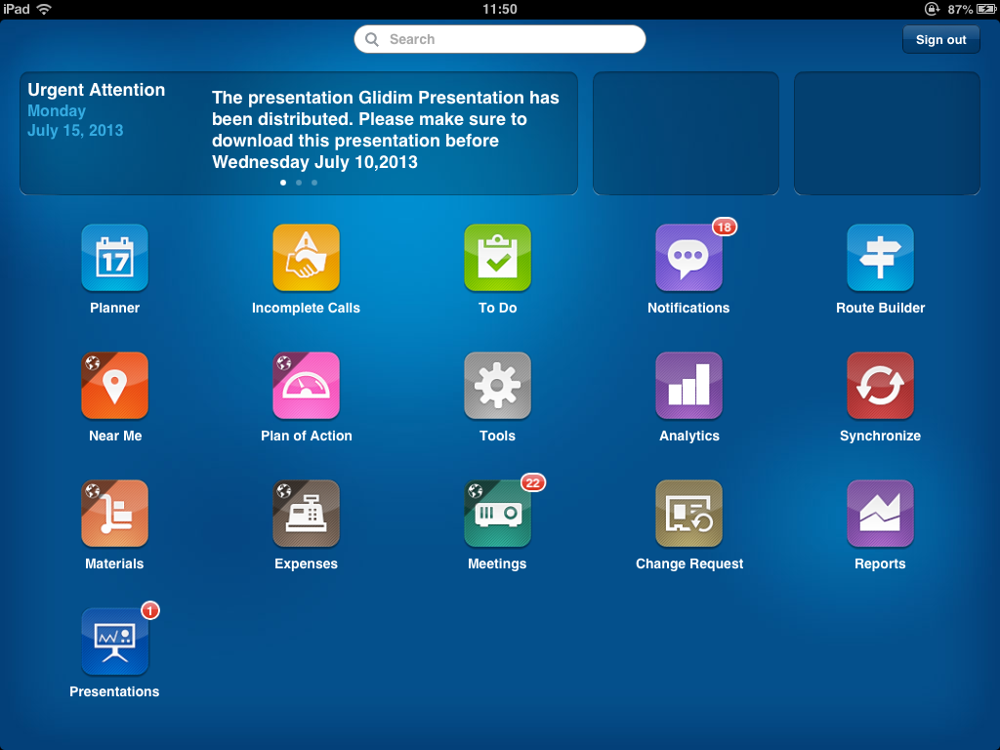 iPad 11:50 87%
Search
Sign out
Urgent Attention
Monday
July 15, 2013
The presentation Glidim Presentation has
been distributed. Please make sure to
download this presentation before
Wednesday July 10,2013
17
18
Planner Incomplete Calls To Do Notifications Route Builder
Near Me Plan of Action Tools Analytics Synchronize
22
Materials Expenses Meetings Change Request Reports
1
Presentations